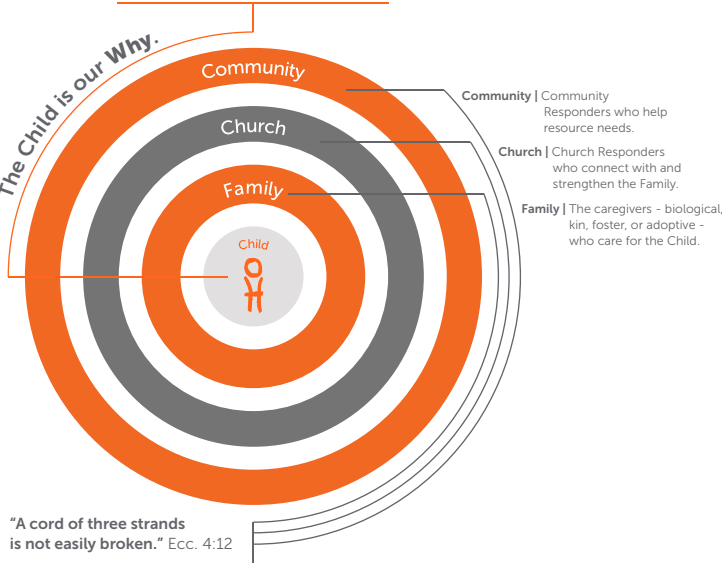 The Child is our Why.
Community
Church
Family
Child
Community | Community
Responders who help
resource needs.
Church | Church Responders
who connect with and
strengthen the Family.
Family | The caregivers - biological,
kin, foster, or adoptive -
who care for the Child.
“A cord of three strands
is not easily broken.” Ecc. 4:12